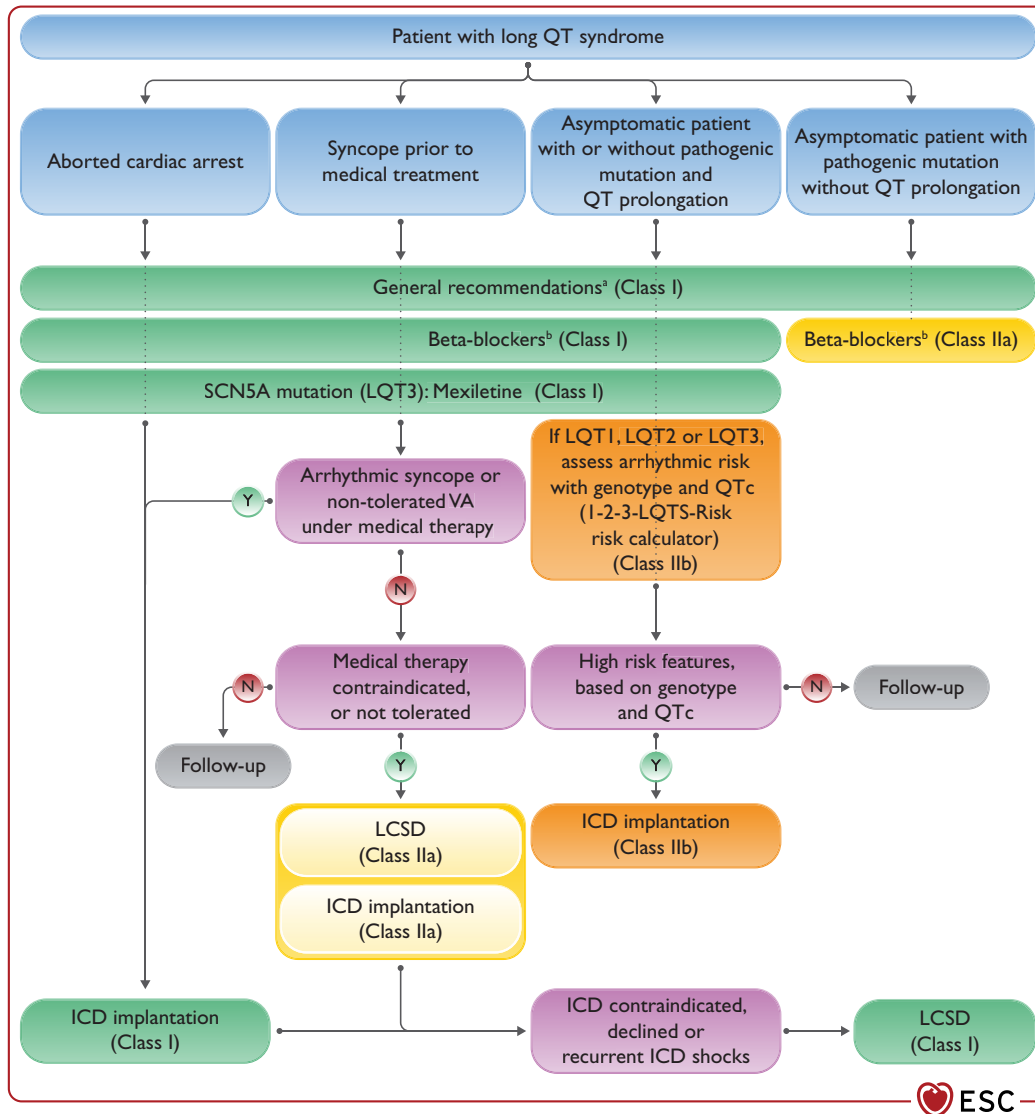 Patient with long QT syndrome
Aborted cardiac arrest
Syncope prior to
medical treatment
Asymptomatic patient
with or without pathogenic
mutation and
QT prolongation
Asymptomatic patient with
pathogenic mutation
without QT prolongation
General recommendationsᵃ (Class I)
Beta-blockersᵇ (Class I)
Beta-blockersᵇ (Class IIa)
SCN5A mutation (LQT3): Mexiletine (Class I)
Y
Arrhythmic syncope or
non-tolerated VA
under medical therapy
If LQT1, LQT2 or LQT3,
assess arrhythmic risk
with genotype and QTc
(1-2-3-LQTS-Risk
risk calculator)
(Class IIb)
N
N
Medical therapy
contraindicated,
or not tolerated
High risk features,
based on genotype
and QTc
N
Follow-up
Follow-up
Y
Y
LCSD
(Class IIa)
ICD implantation
(Class IIa)
ICD implantation
(Class IIb)
ICD implantation
(Class I)
ICD contraindicated,
declined or
recurrent ICD shocks
LCSD
(Class I)
ESC